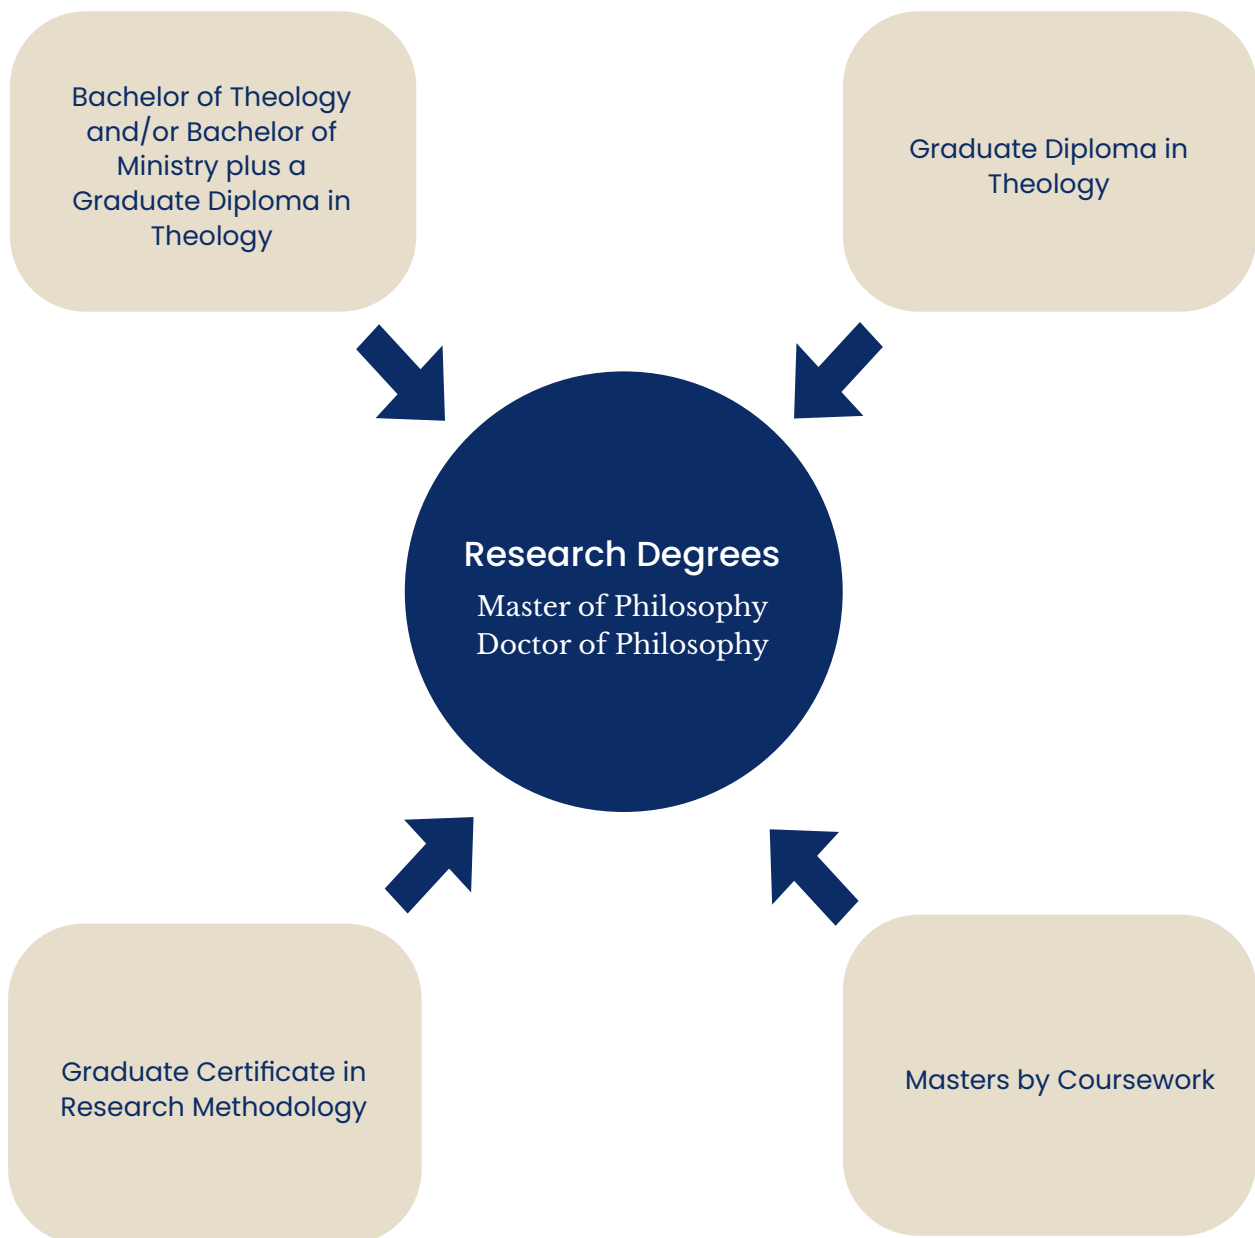 Bachelor of Theology
and/or Bachelor of
Ministry plus a
Graduate Diploma in
Theology
Graduate Diploma in
Theology
Research Degrees
Master of Philosophy
Doctor of Philosophy
Graduate Certificate in
Research Methodology
Masters by Coursework